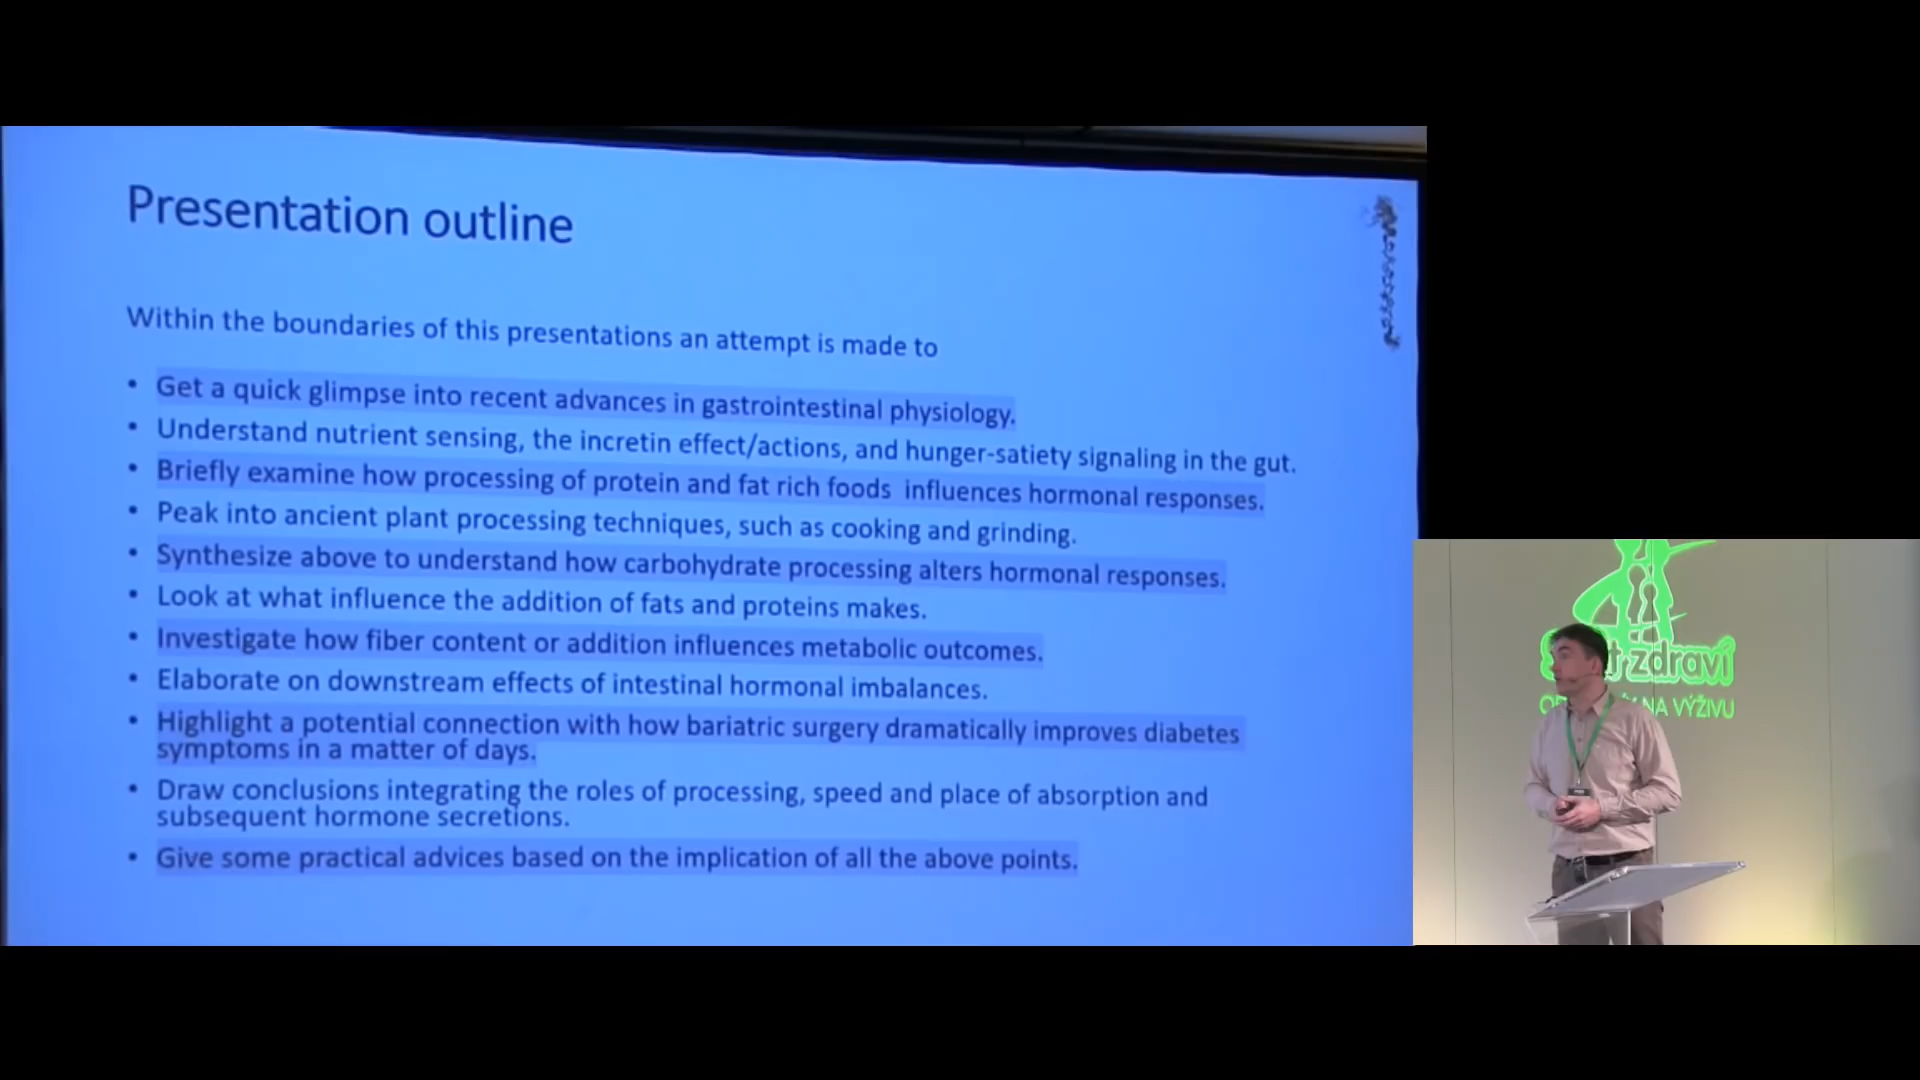 Presentation outline
Within the boundaries of this presentations an attempt is made to
• Get a quick glimpse into recent advances in gastrointestinal physiology.
• Understand nutrient sensing, the incretin effect/actions, and hunger-satiety signaling in the gut.
• Briefly examine how processing of protein and fat rich foods influences hormonal responses.
• Peak into ancient plant processing techniques, such as cooking and grinding.
• Synthesize above to understand how carbohydrate processing alters hormonal responses.
• Look at what influence the addition of fats and proteins makes.
• Investigate how fiber content or addition influences metabolic outcomes.
• Elaborate on downstream effects of intestinal hormonal imbalances.
• Highlight a potential connection with how bariatric surgery dramatically improves diabetes
symptoms in a matter of days.
• Draw conclusions integrating the roles of processing, speed and place of absorption and
subsequent hormone secretions.
• Give some practical advices based on the implication of all the above points.
zdraví
NA VÝŽIVU